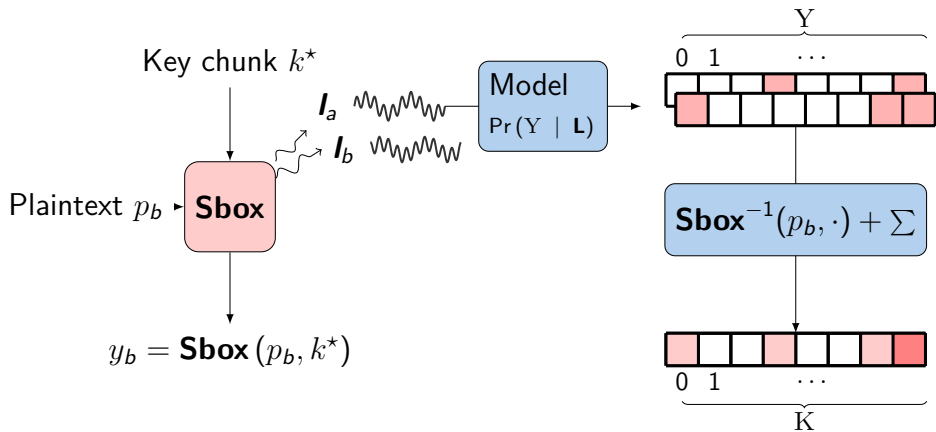 Key chunk k⋆
Plaintext p_b
Sbox
y_b = Sbox (p_b, k⋆)
l_a
l_b
Model
Pr(Y | L)
Y
0 1 ⋯
Sbox⁻¹(p_b, ·) + ∑
0 1 ⋯
K